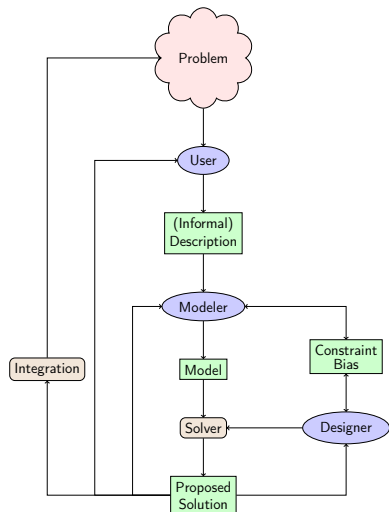 Problem
User
(Informal)
Description
Modeler
Constraint
Bias
Integration
Model
Solver
Designer
Proposed
Solution